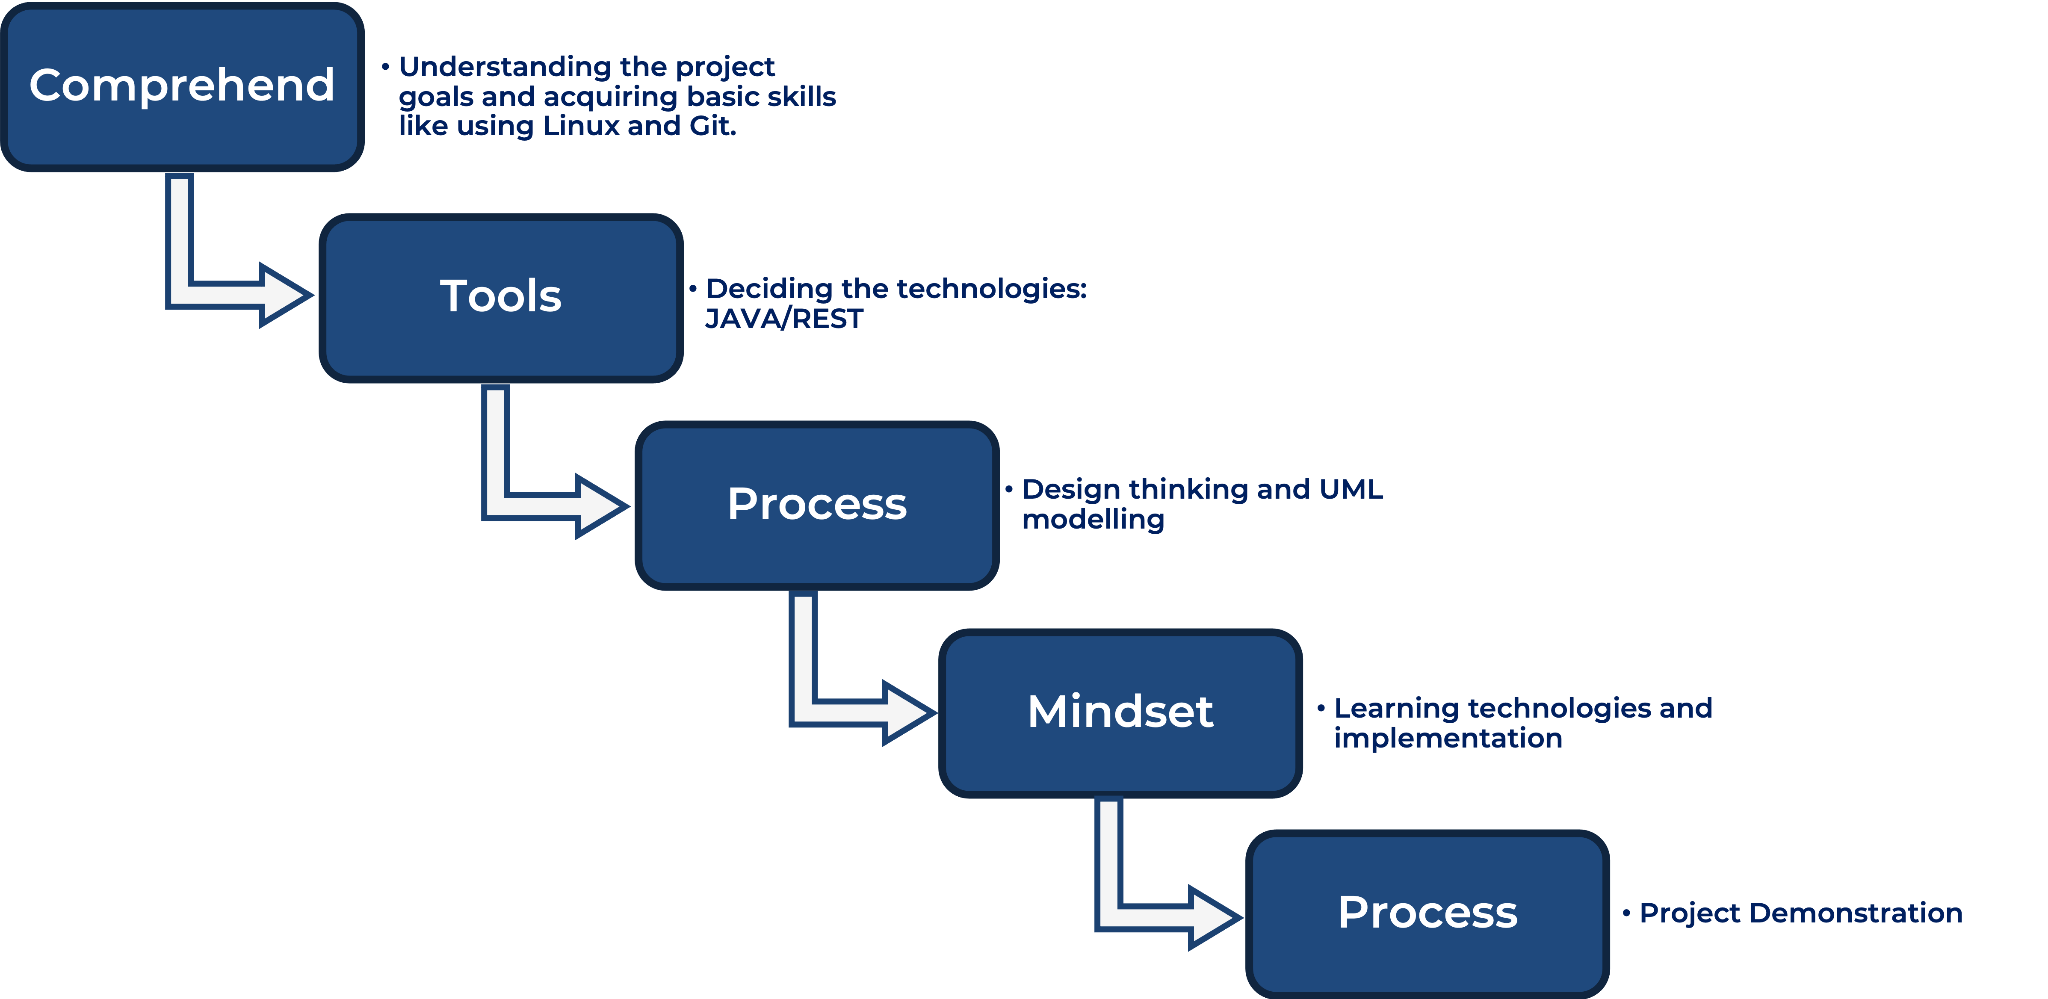 Comprehend
• Understanding the project
goals and acquiring basic skills
like using Linux and Git.
Tools
• Deciding the technologies:
JAVA/REST
Process
• Design thinking and UML
modelling
Mindset
• Learning technologies and
implementation
Process
• Project Demonstration